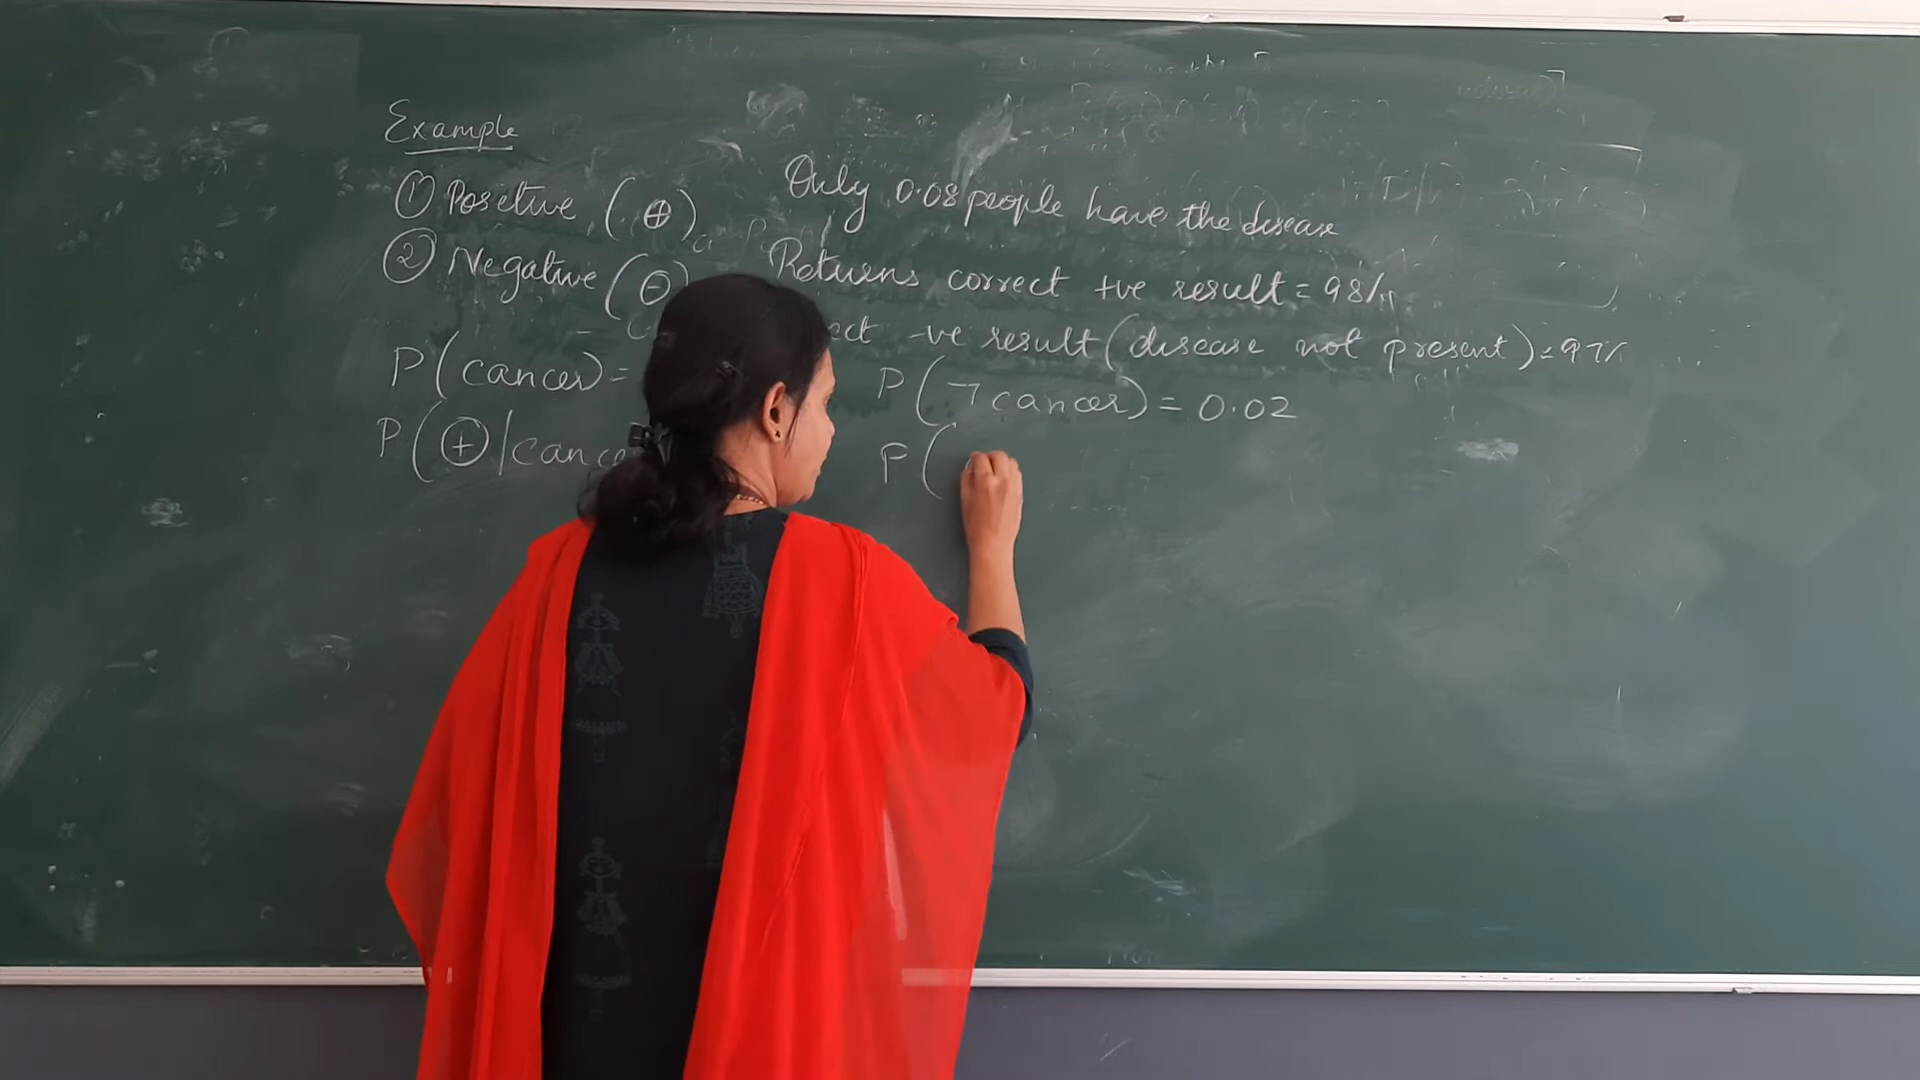 Example
① Positive (⊕)
② Negative (⊖
Only 0.08 people have the disease
Returns correct +ve result = 98%
-ve result (disease not present) = 97%
P(cancer) =
P(¬cancer) = 0.02
P(⊕/cance
P(